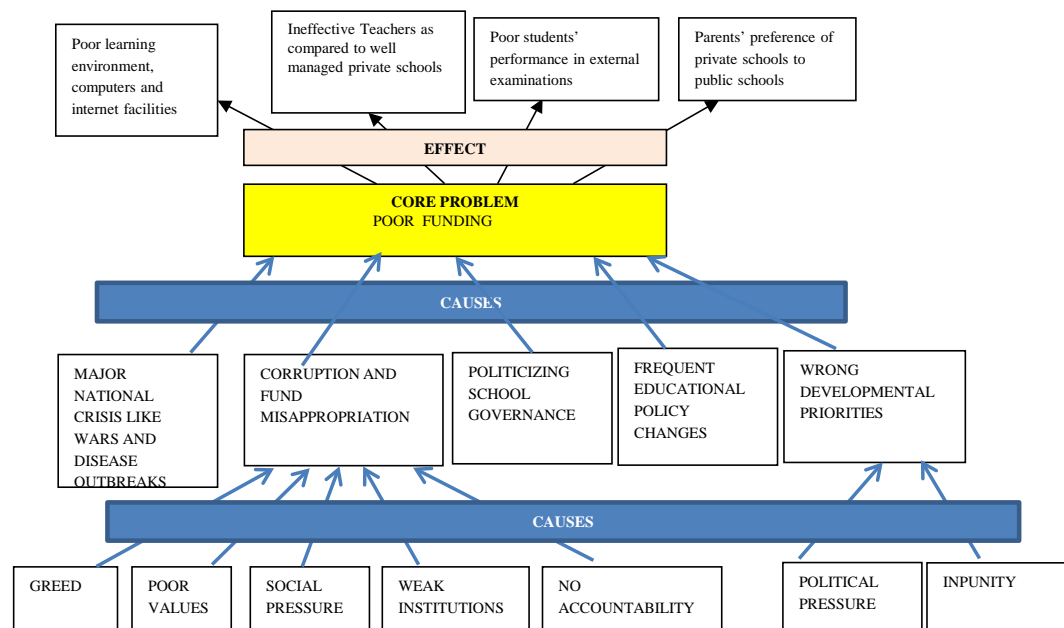 Poor learning
environment,
computers and
internet facilities
Ineffective Teachers as
compared to well
managed private schools
Poor students’
performance in external
examinations
Parents’ preference of
private schools to
public schools
EFFECT
CORE PROBLEM
POOR FUNDING
CAUSES
MAJOR
NATIONAL
CRISIS LIKE
WARS AND
DISEASE
OUTBREAKS
CORRUPTION AND
FUND
MISAPPROPRIATION
POLITICIZING
SCHOOL
GOVERNANCE
FREQUENT
EDUCATIONAL
POLICY
CHANGES
WRONG
DEVELOPMENTAL
PRIORITIES
CAUSES
GREED
POOR
VALUES
SOCIAL
PRESSURE
WEAK
INSTITUTIONS
NO
ACCOUNTABILITY
POLITICAL
PRESSURE
INPUNITY